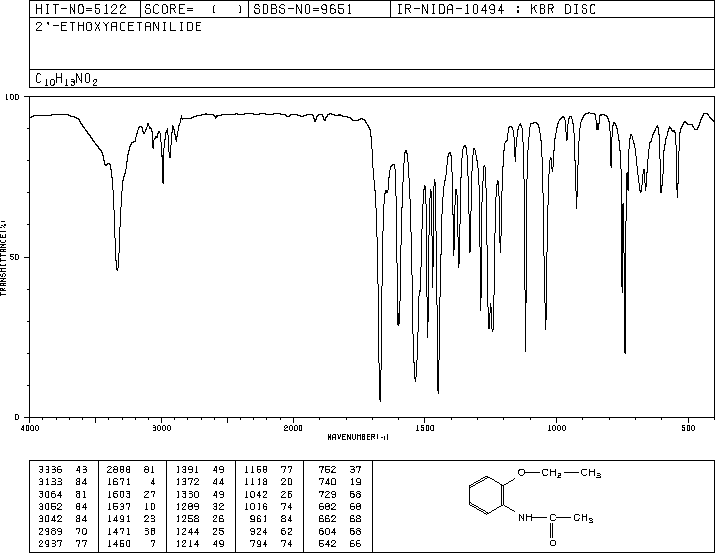 HIT-NO=5122 SCORE= ( ) SDBS-NO=9651 IR-NIDA-10494 : KBR DISC
2'-ETHOXYACETANILIDE
C10H13NO2
100
50
0
TRANSMITTANCE(%)
4000 3000 2000 1500 1000 500
WAVENUMBER(-1)
3336 43 2888 81 1391 49 1158 77 752 37
3133 84 1671 4 1372 44 1118 20 740 19
3064 81 1603 27 1330 49 1042 26 729 68
3052 84 1537 10 1289 32 1016 74 682 68
3042 84 1491 23 1258 26 961 84 662 68
2989 70 1471 38 1244 25 924 62 604 68
2937 77 1450 7 1214 49 794 74 542 66
O CH2 CH3
NH C CH3
O